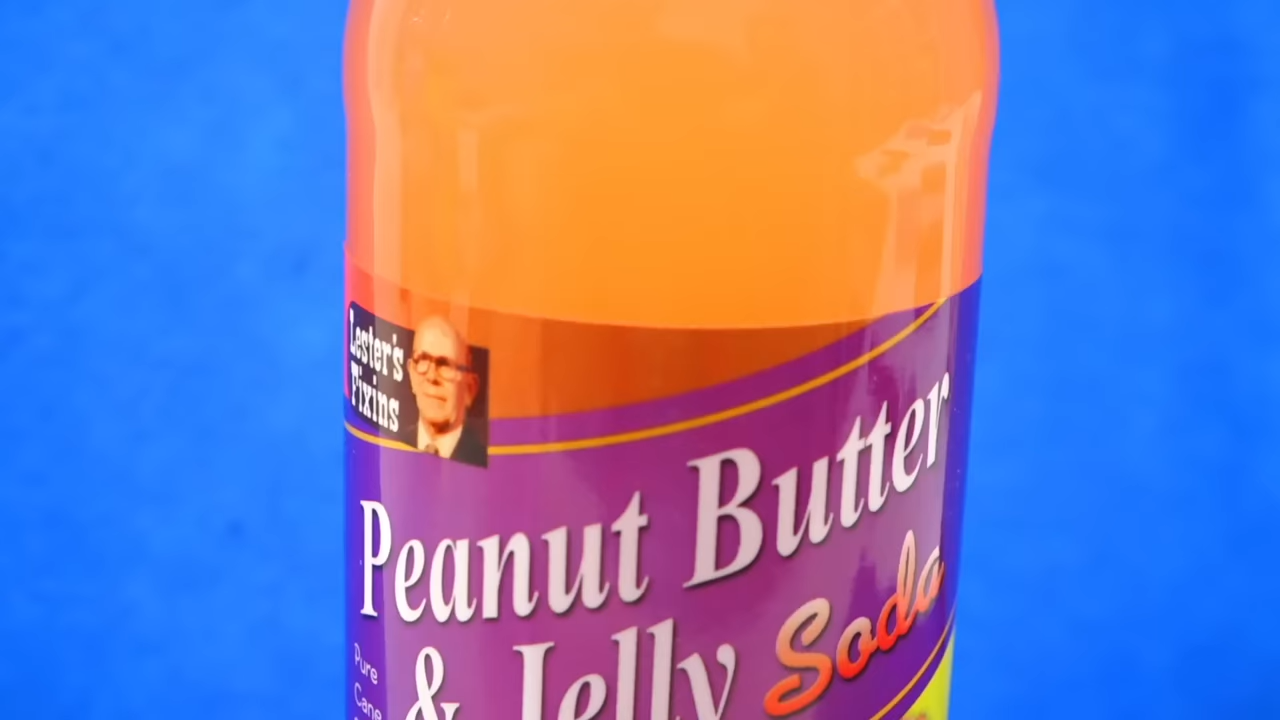 Lester's
Fixins
Peanut Butter
& Jelly Soda
Pure
Cane